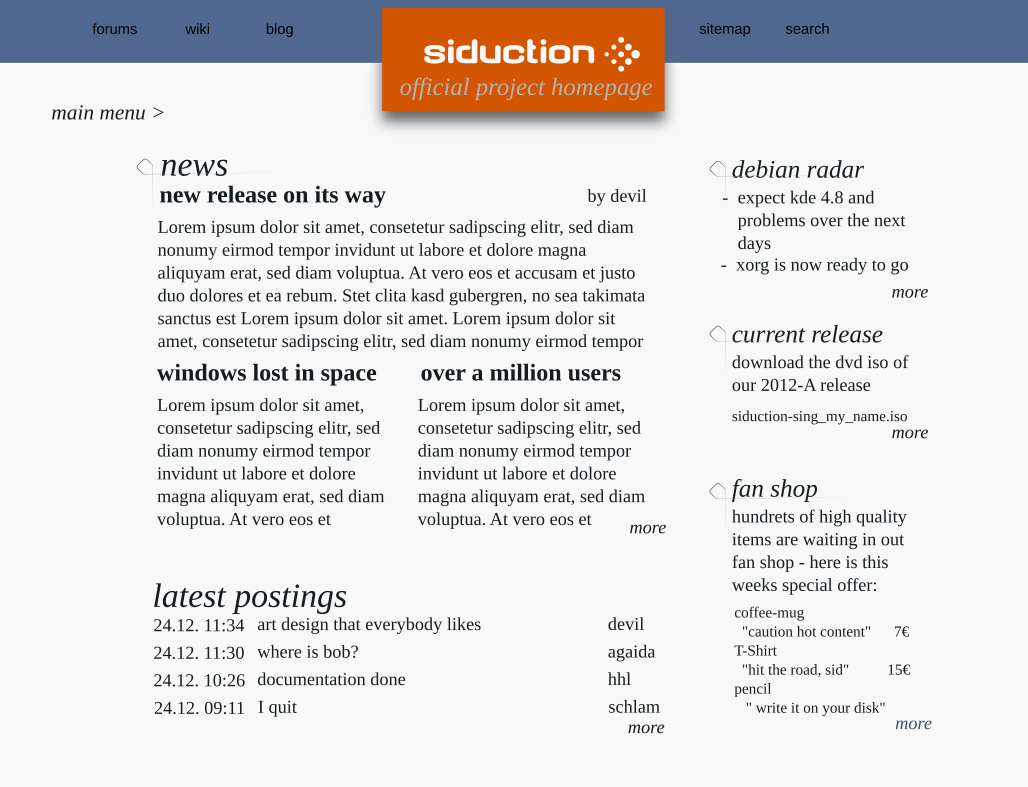 forums wiki blog sitemap search
siduction
official project homepage
main menu >
news
new release on its way by devil
Lorem ipsum dolor sit amet, consetetur sadipscing elitr, sed diam
nonumy eirmod tempor invidunt ut labore et dolore magna
aliquyam erat, sed diam voluptua. At vero eos et accusam et justo
duo dolores et ea rebum. Stet clita kasd gubergren, no sea takimata
sanctus est Lorem ipsum dolor sit amet. Lorem ipsum dolor sit
amet, consetetur sadipscing elitr, sed diam nonumy eirmod tempor
windows lost in space
Lorem ipsum dolor sit amet,
consetetur sadipscing elitr, sed
diam nonumy eirmod tempor
invidunt ut labore et dolore
magna aliquyam erat, sed diam
voluptua. At vero eos et
over a million users
Lorem ipsum dolor sit amet,
consetetur sadipscing elitr, sed
diam nonumy eirmod tempor
invidunt ut labore et dolore
magna aliquyam erat, sed diam
voluptua. At vero eos et
more
latest postings
24.12. 11:34 art design that everybody likes devil
24.12. 11:30 where is bob? agaida
24.12. 10:26 documentation done hhl
24.12. 09:11 I quit schlam
more
debian radar
- expect kde 4.8 and
problems over the next
days
- xorg is now ready to go
more
current release
download the dvd iso of
our 2012-A release
siduction-sing_my_name.iso
more
fan shop
hundrets of high quality
items are waiting in out
fan shop - here is this
weeks special offer:
coffee-mug
"caution hot content" 7€
T-Shirt
"hit the road, sid" 15€
pencil
" write it on your disk"
more